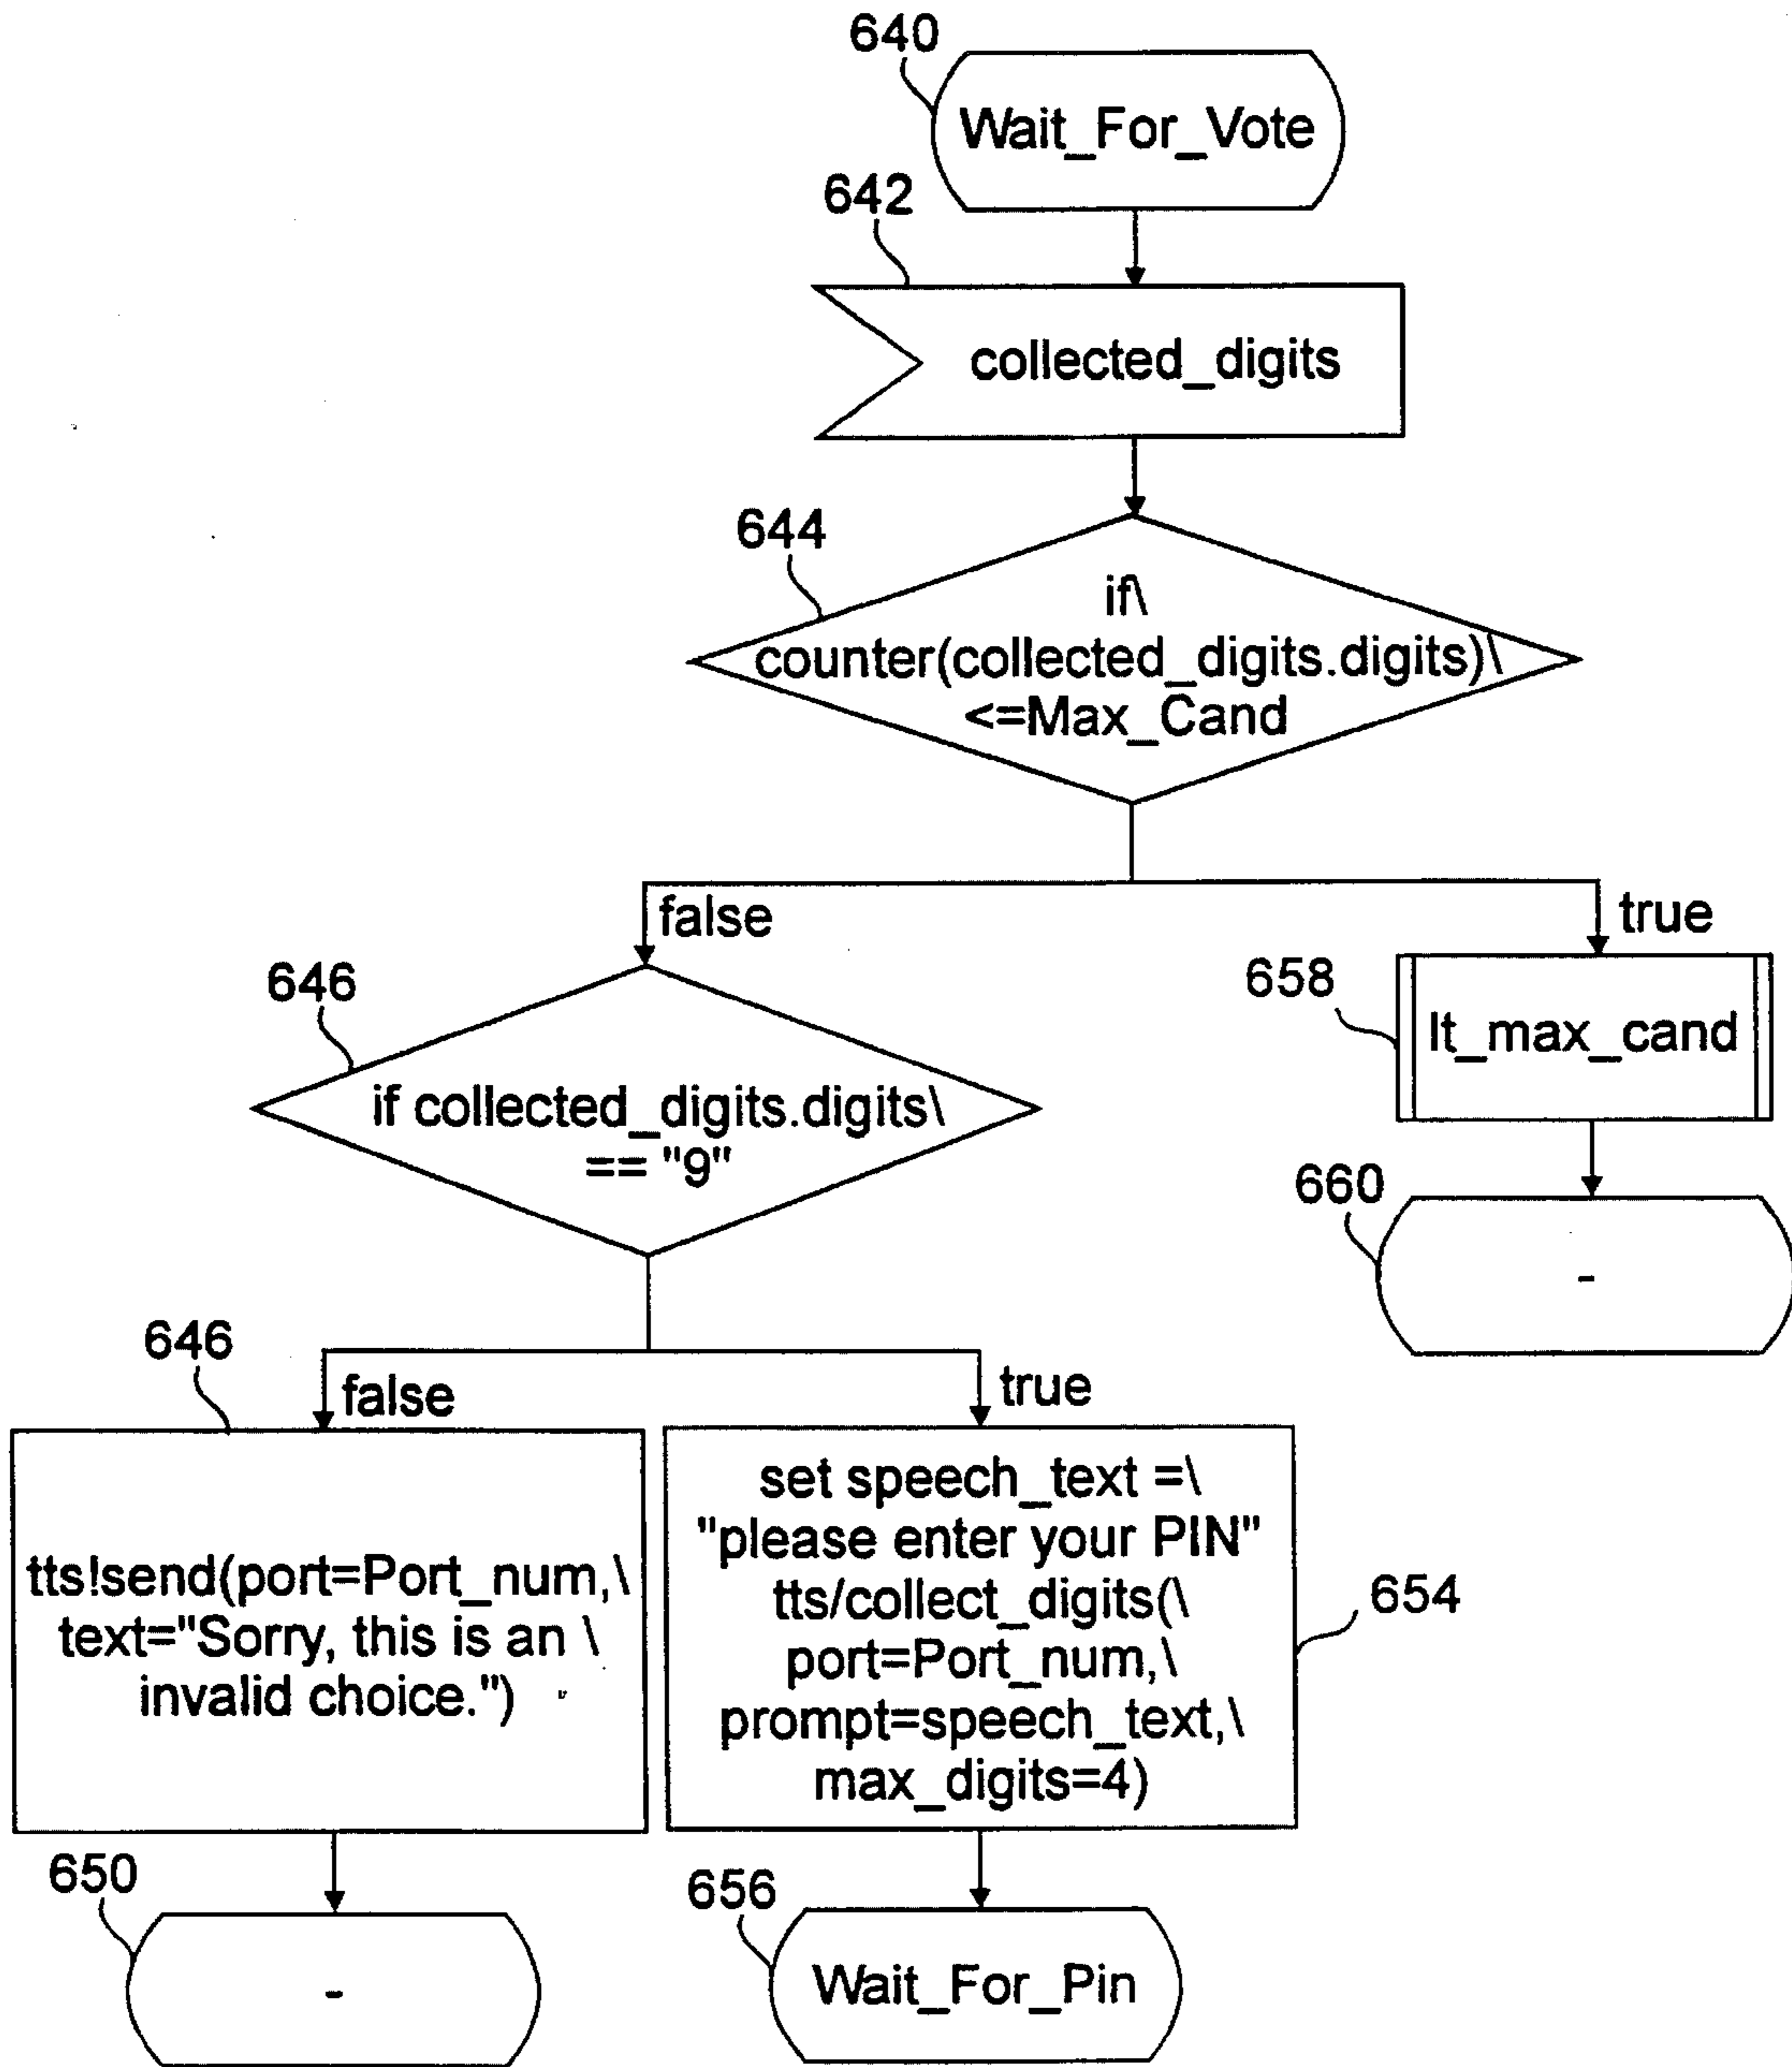 640
Wait_For_Vote
642
collected_digits
644
if\
counter(collected_digits.digits)\
<=Max_Cand
false
true
646
if collected_digits.digits\
== "9"
658
lt_max_cand
660
-
646
false
true
tts!send(port=Port_num,\
text="Sorry, this is an \
invalid choice.")
set speech_text =\
"please enter your PIN"
tts/collect_digits(\
port=Port_num,\
prompt=speech_text,\
max_digits=4)
654
650
-
656
Wait_For_Pin